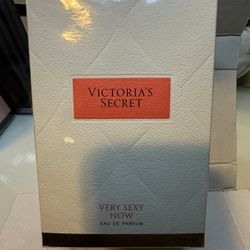 VICTORIA'S
SECRET
VERY SEXY
NOW
EAU DE PARFUM